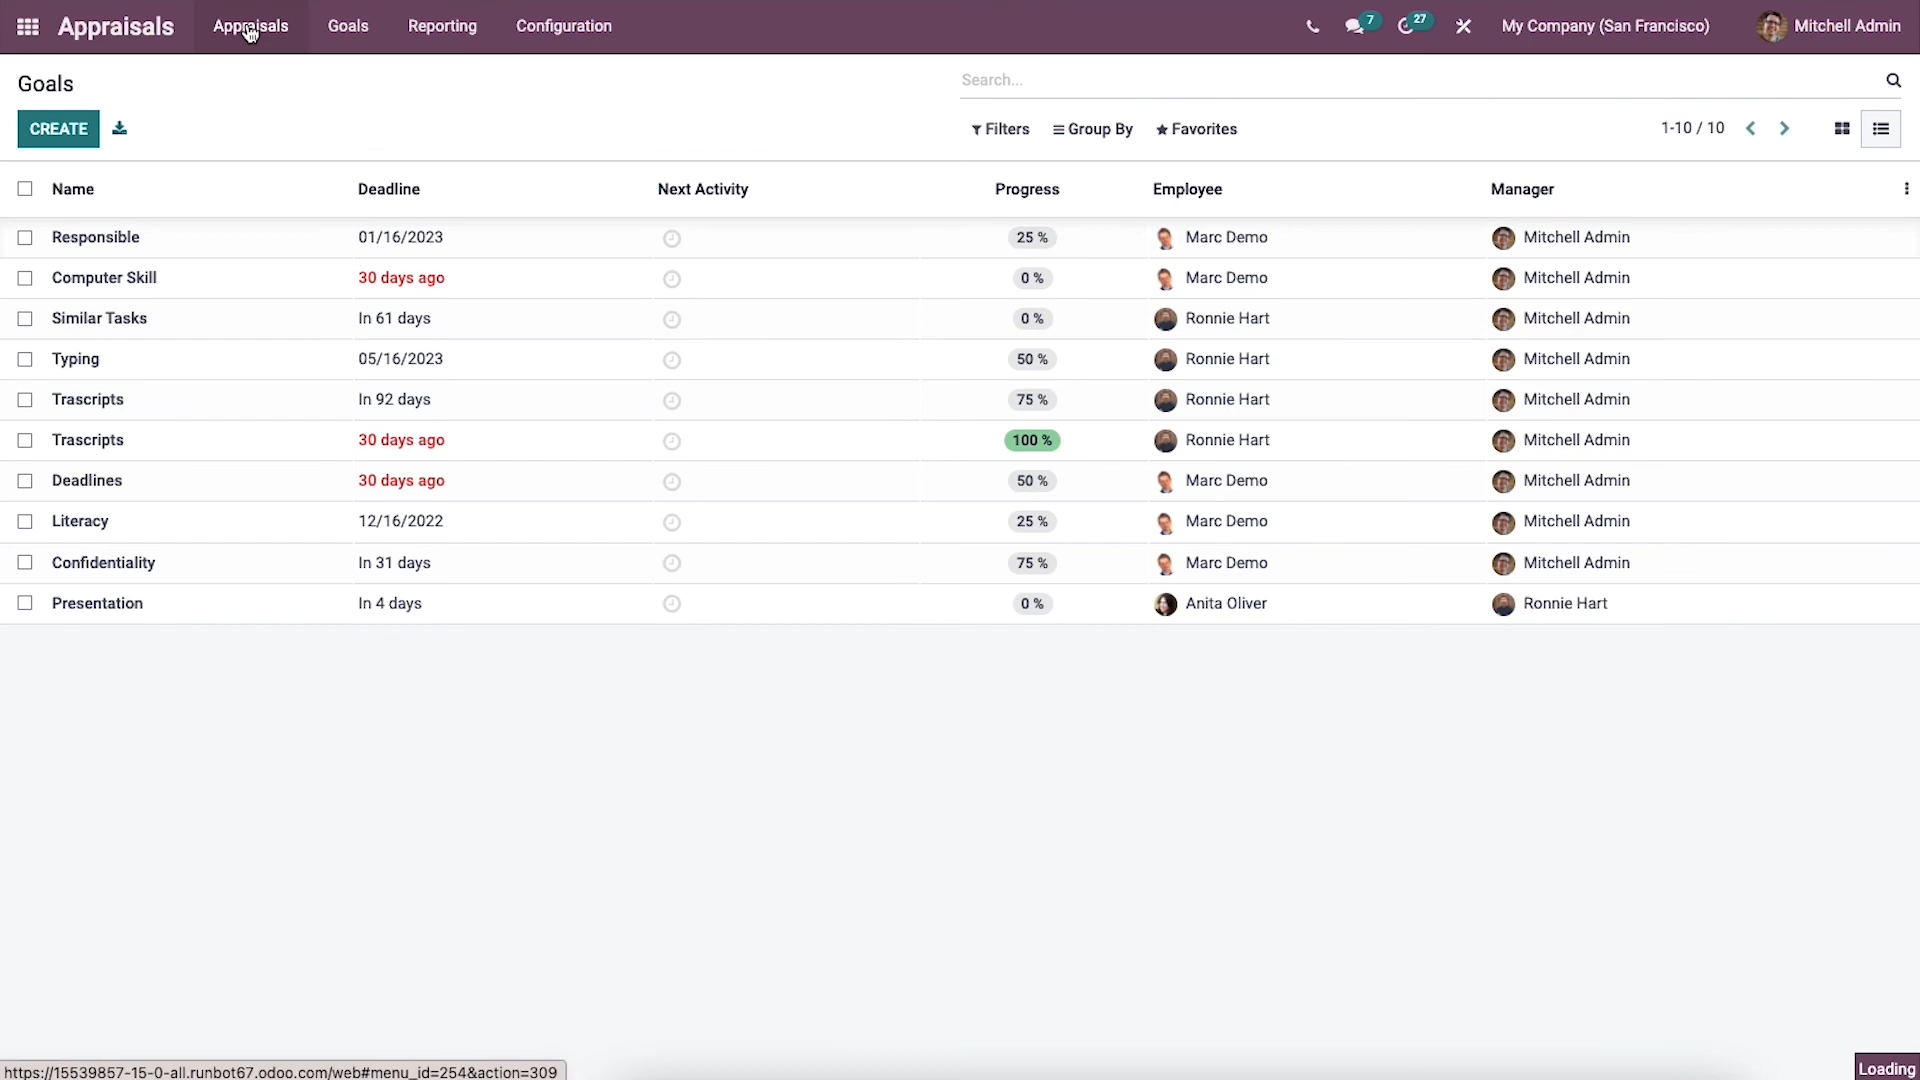 Appraisals Appraisals Goals Reporting Configuration 7 27 My Company (San Francisco) Mitchell Admin
Goals Search...
CREATE Filters Group By Favorites 1-10 / 10
Name Deadline Next Activity Progress Employee Manager
Responsible 01/16/2023 25 % Marc Demo Mitchell Admin
Computer Skill 30 days ago 0 % Marc Demo Mitchell Admin
Similar Tasks In 61 days 0 % Ronnie Hart Mitchell Admin
Typing 05/16/2023 50 % Ronnie Hart Mitchell Admin
Trascripts In 92 days 75 % Ronnie Hart Mitchell Admin
Trascripts 30 days ago 100 % Ronnie Hart Mitchell Admin
Deadlines 30 days ago 50 % Marc Demo Mitchell Admin
Literacy 12/16/2022 25 % Marc Demo Mitchell Admin
Confidentiality In 31 days 75 % Marc Demo Mitchell Admin
Presentation In 4 days 0 % Anita Oliver Ronnie Hart
https://15539857-15-0-all.runbot67.odoo.com/web#menu_id=254&action=309 Loading